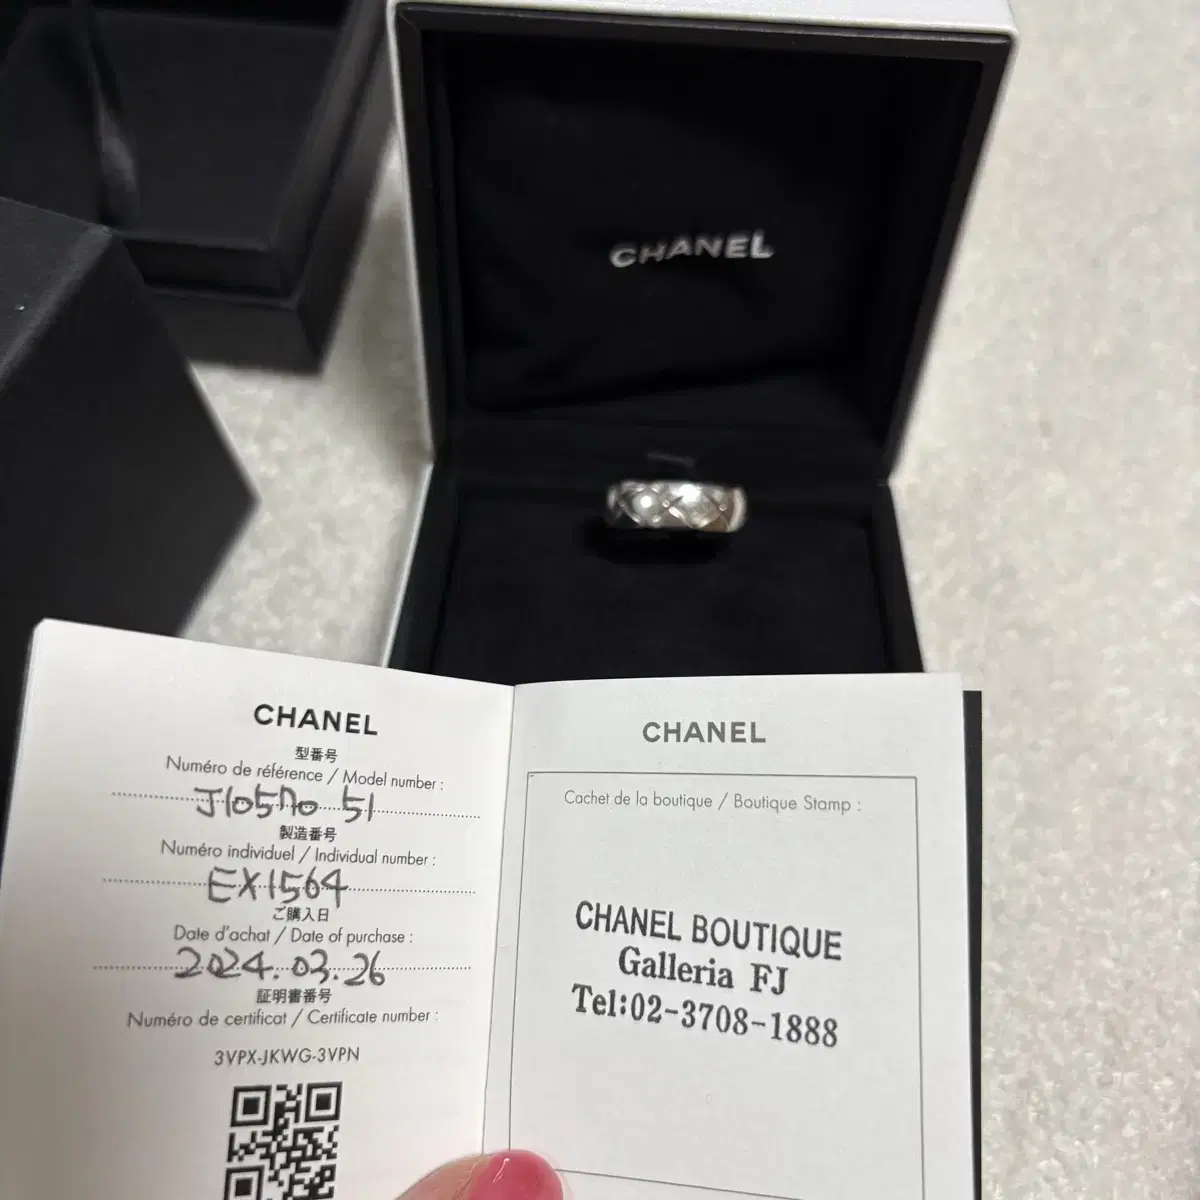 CHANEL
CHANEL
型番号
Numéro de référence / Model number :
J10570 51
製造番号
Numéro individuel / Individual number :
EX1564
ご購入日
Date d'achat / Date of purchase :
2024.03.26
証明書番号
Numéro de certificat / Certificate number :
3VPX-JKWG-3VPN
CHANEL
Cachet de la boutique / Boutique Stamp :
CHANEL BOUTIQUE
Galleria FJ
Tel:02-3708-1888